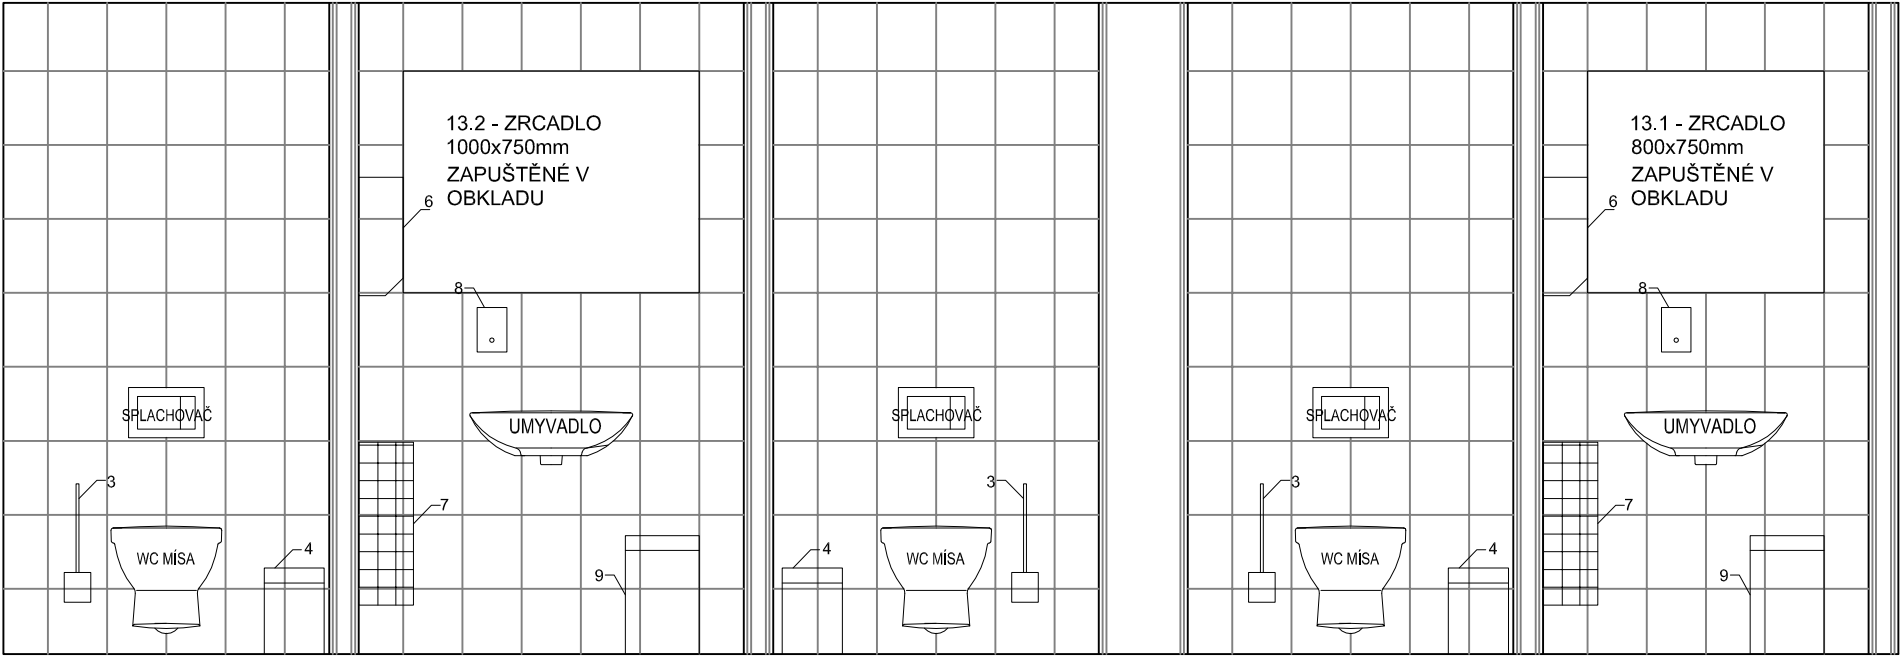 13.2 - ZRCADLO
1000x750mm
ZAPUŠTĚNÉ V
OBKLADU
6
8
SPLACHOVAČ
UMYVADLO
3
7
WC MÍSA
4
9
SPLACHOVAČ
3
WC MÍSA
4
13.1 - ZRCADLO
800x750mm
ZAPUŠTĚNÉ V
OBKLADU
6
8
SPLACHOVAČ
UMYVADLO
3
7
WC MÍSA
4
9